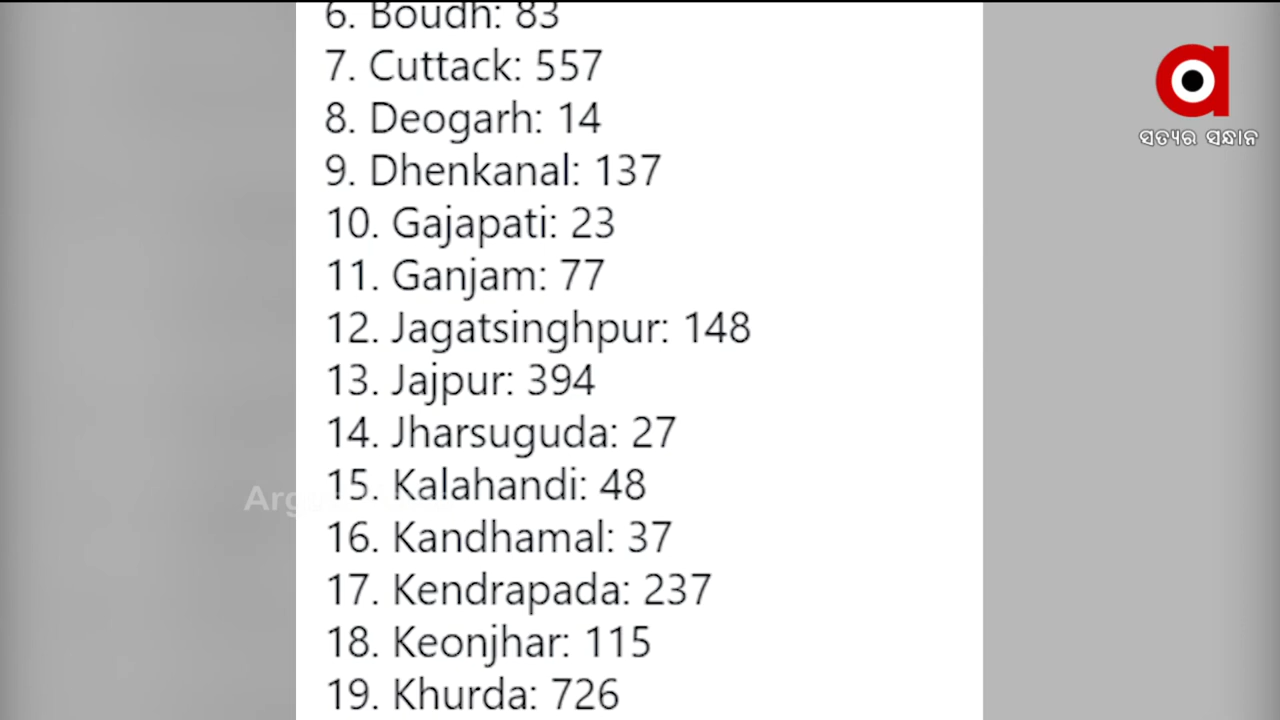 6. Boudh: 83
7. Cuttack: 557
8. Deogarh: 14
9. Dhenkanal: 137
10. Gajapati: 23
11. Ganjam: 77
12. Jagatsinghpur: 148
13. Jajpur: 394
14. Jharsuguda: 27
15. Kalahandi: 48
16. Kandhamal: 37
17. Kendrapada: 237
18. Keonjhar: 115
19. Khurda: 726
ସତ୍ୟର ସନ୍ଧାନ